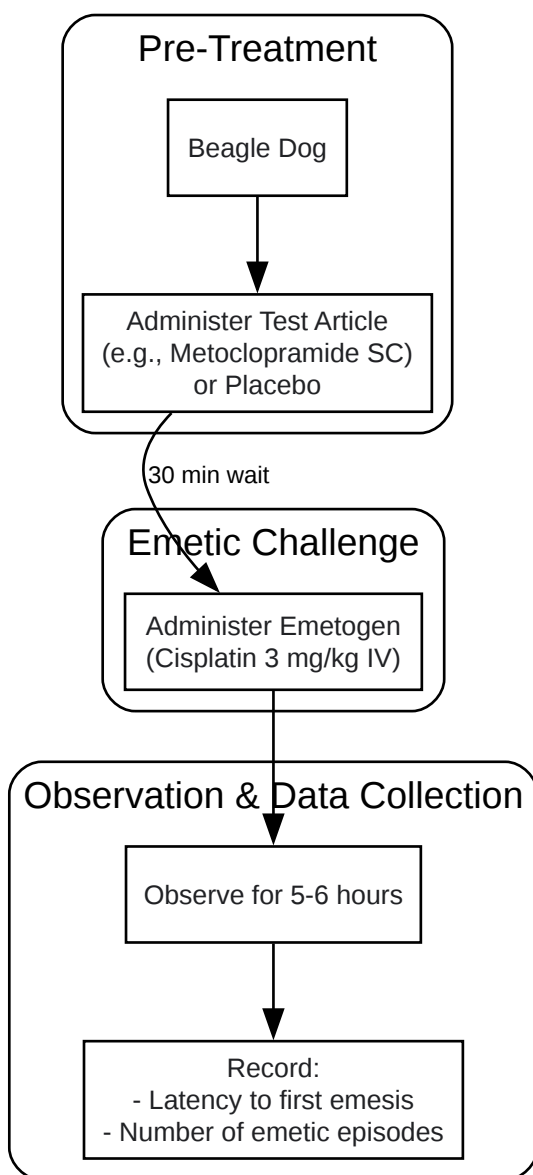 Pre-Treatment
Beagle Dog
Administer Test Article
(e.g., Metoclopramide SC)
or Placebo
30 min wait
Emetic Challenge
Administer Emetogen
(Cisplatin 3 mg/kg IV)
Observation & Data Collection
Observe for 5-6 hours
Record:
- Latency to first emesis
- Number of emetic episodes